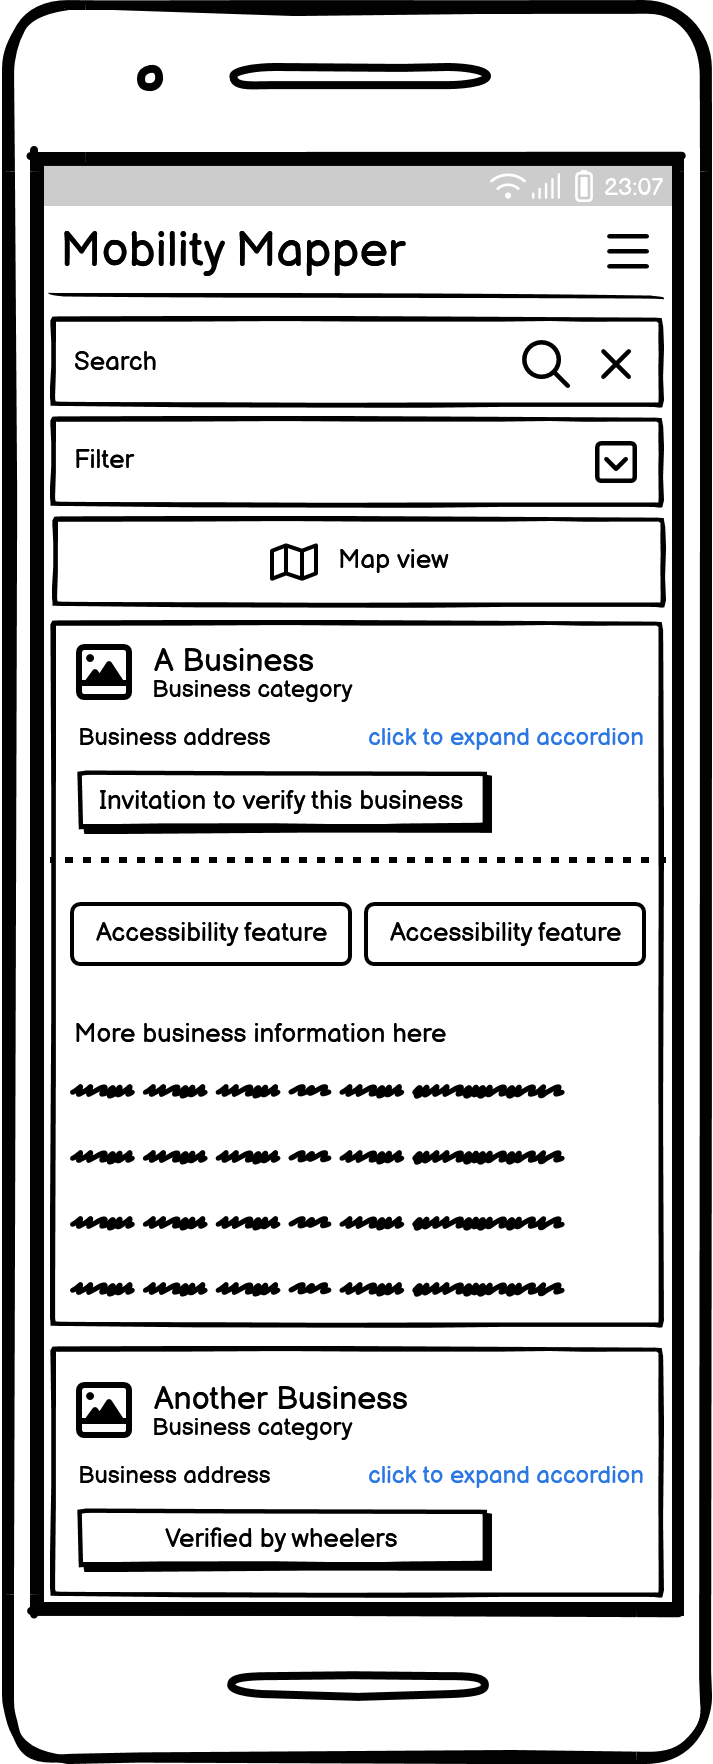 23:07
Mobility Mapper
Search
Filter
Map view
A Business
Business category
Business address click to expand accordion
Invitation to verify this business
Accessibility feature Accessibility feature
More business information here
Another Business
Business category
Business address click to expand accordion
Verified by wheelers